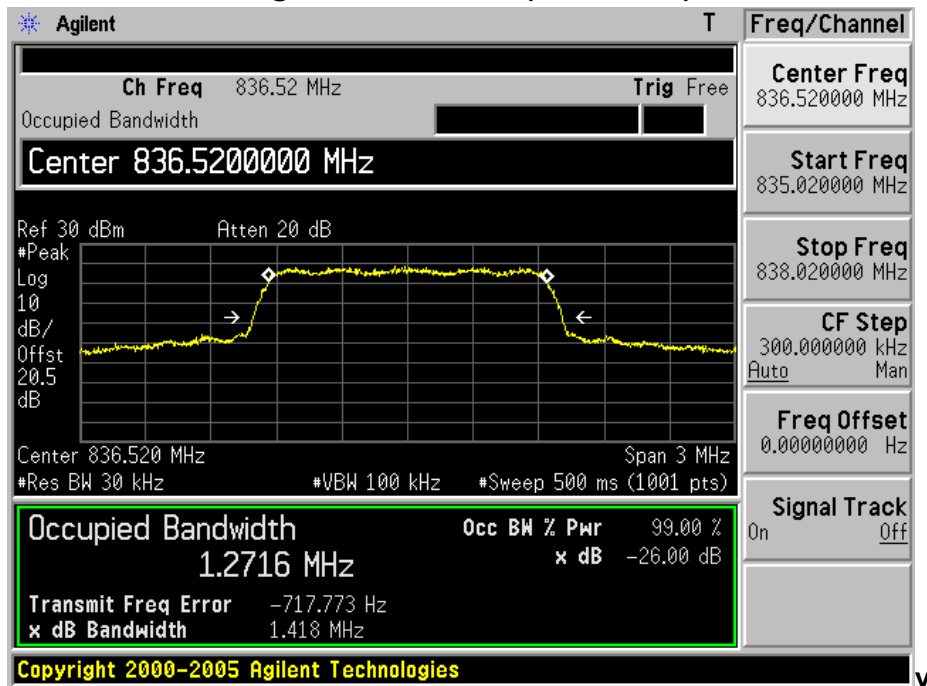 Agilent T Freq/Channel
Ch Freq 836.52 MHz Trig Free
Occupied Bandwidth
Center 836.5200000 MHz
Ref 30 dBm Atten 20 dB
#Peak
Log
10
dB/
Offst
20.5
dB
Center 836.520 MHz Span 3 MHz
#Res BW 30 kHz #VBW 100 kHz #Sweep 500 ms (1001 pts)
Occupied Bandwidth Occ BW % Pwr 99.00 %
1.2716 MHz x dB -26.00 dB
Transmit Freq Error -717.773 Hz
x dB Bandwidth 1.418 MHz
Copyright 2000-2005 Agilent Technologies
Center Freq
836.520000 MHz
Start Freq
835.020000 MHz
Stop Freq
838.020000 MHz
CF Step
300.000000 kHz
Auto Man
Freq Offset
0.00000000 Hz
Signal Track
On Off